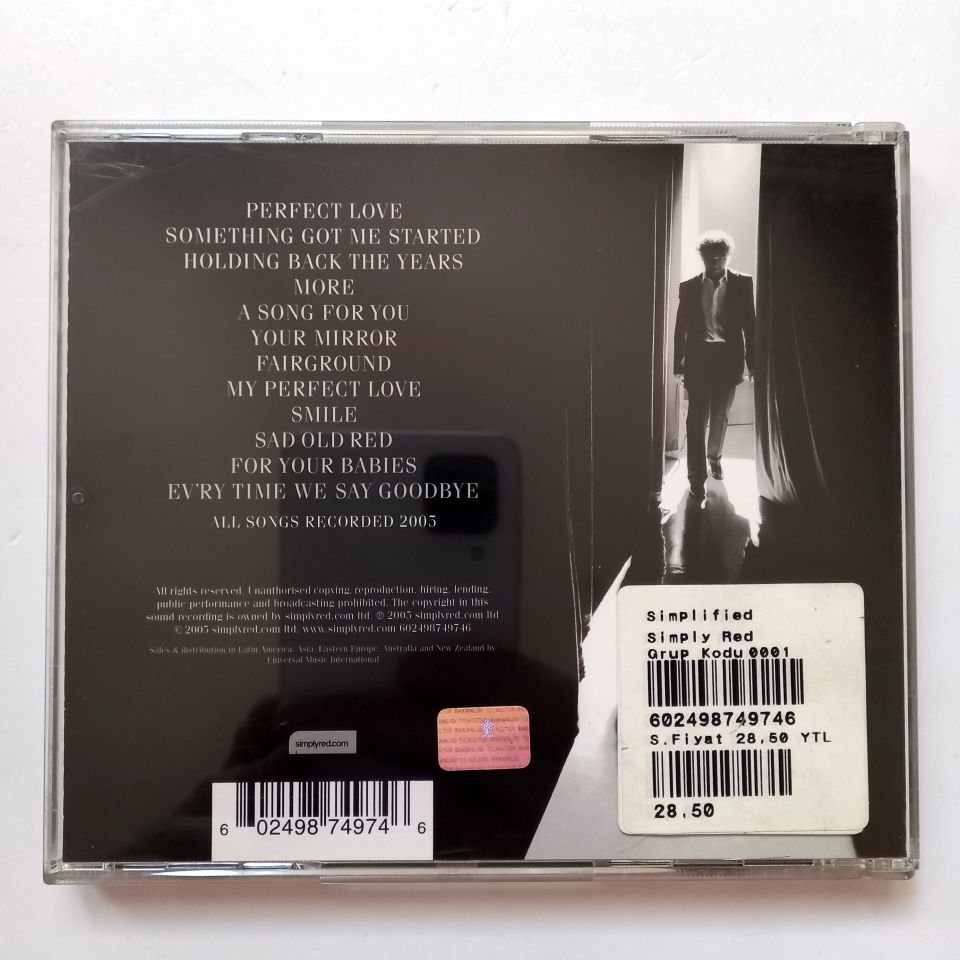 PERFECT LOVE
SOMETHING GOT ME STARTED
HOLDING BACK THE YEARS
MORE
A SONG FOR YOU
YOUR MIRROR
FAIRGROUND
MY PERFECT LOVE
SMILE
SAD OLD RED
FOR YOUR BABIES
EV'RY TIME WE SAY GOODBYE
ALL SONGS RECORDED 2005
All rights reserved. Unauthorised copying, reproduction, hiring, lending,
public performance and broadcasting prohibited. The copyright in this
sound recording is owned by simplyred.com ltd. ℗ 2005 simplyred.com ltd
© 2005 simplyred.com ltd. www.simplyred.com 602498749746
Sales & distribution in Latin America, Asia, Eastern Europe, Australia and New Zealand by
Universal Music International
simplyred.com
6 02498 74974 6
Simplified
Simply Red
Grup Kodu 0001
602498749746
S.Fiyat 28,50 YTL
28,50